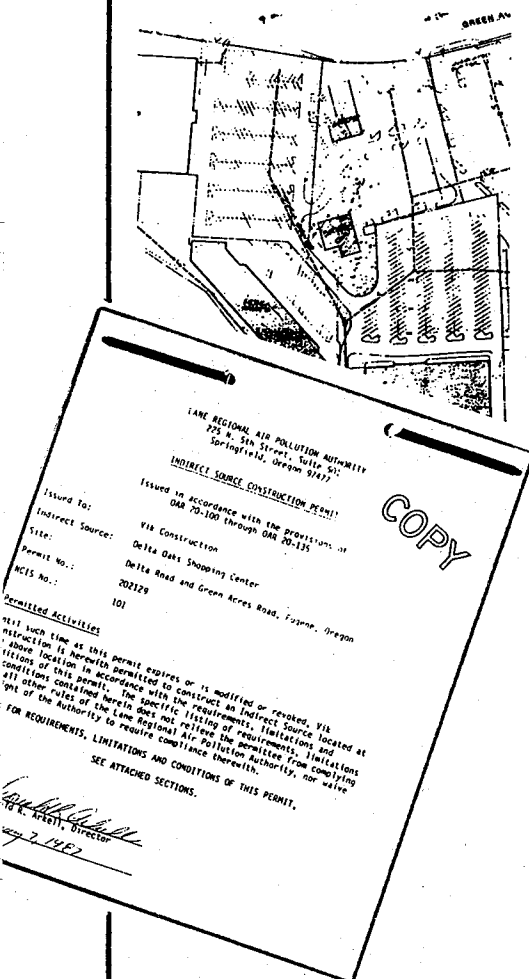 GREEN AV
LANE REGIONAL AIR POLLUTION AUTHORITY
225 N. 5th Street, Suite 501
Springfield, Oregon 97477
INDIRECT SOURCE CONSTRUCTION PERMIT
Issued in accordance with the provisions of
OAR 20-100 through OAR 20-135
COPY
Issued To: Vik Construction
Indirect Source: Delta Oaks Shopping Center
Site: Delta Road and Green Acres Road, Eugene, Oregon
Permit No.: 202129
NCIS No.: 101
Permitted Activities
ntil such time as this permit expires or is modified or revoked, Vik
nstruction is herewith permitted to construct an Indirect Source located at
above location in accordance with the requirements, limitations and
itions of this permit. The specific listing of requirements, limitations
conditions contained herein does not relieve the permittee from complying
all other rules of the Lane Regional Air Pollution Authority, nor waive
ght of the Authority to require compliance therewith.
FOR REQUIREMENTS, LIMITATIONS AND CONDITIONS OF THIS PERMIT,
SEE ATTACHED SECTIONS.
ld R. Arkell, Director